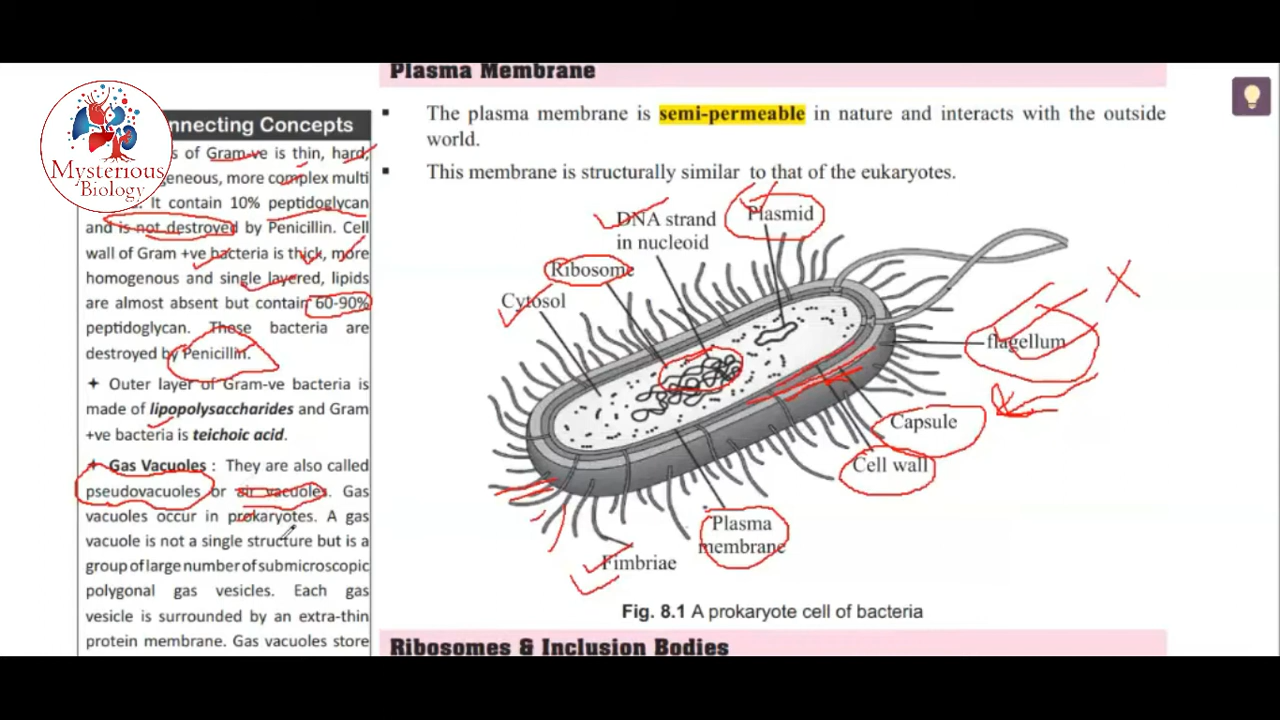 Mysterious
Biology
nnecting Concepts
s of Gram-ve is thin, hard,
geneous, more complex multi
. It contain 10% peptidoglycan
and is not destroyed by Penicillin. Cell
wall of Gram +ve bacteria is thick, more
homogenous and single layered, lipids
are almost absent but contain 60-90%
peptidoglycan. These bacteria are
destroyed by Penicillin.
✦ Outer layer of Gram-ve bacteria is
made of lipopolysaccharides and Gram
+ve bacteria is teichoic acid.
✦ Gas Vacuoles : They are also called
pseudovacuoles or air vacuoles. Gas
vacuoles occur in prokaryotes. A gas
vacuole is not a single structure but is a
group of large number of submicroscopic
polygonal gas vesicles. Each gas
vesicle is surrounded by an extra-thin
protein membrane. Gas vacuoles store
Plasma Membrane
▪ The plasma membrane is semi-permeable in nature and interacts with the outside
world.
▪ This membrane is structurally similar to that of the eukaryotes.
DNA strand
in nucleoid
Plasmid
Ribosome
Cytosol
flagellum
Capsule
Cell wall
Plasma
membrane
Fimbriae
Fig. 8.1 A prokaryote cell of bacteria
Ribosomes & Inclusion Bodies